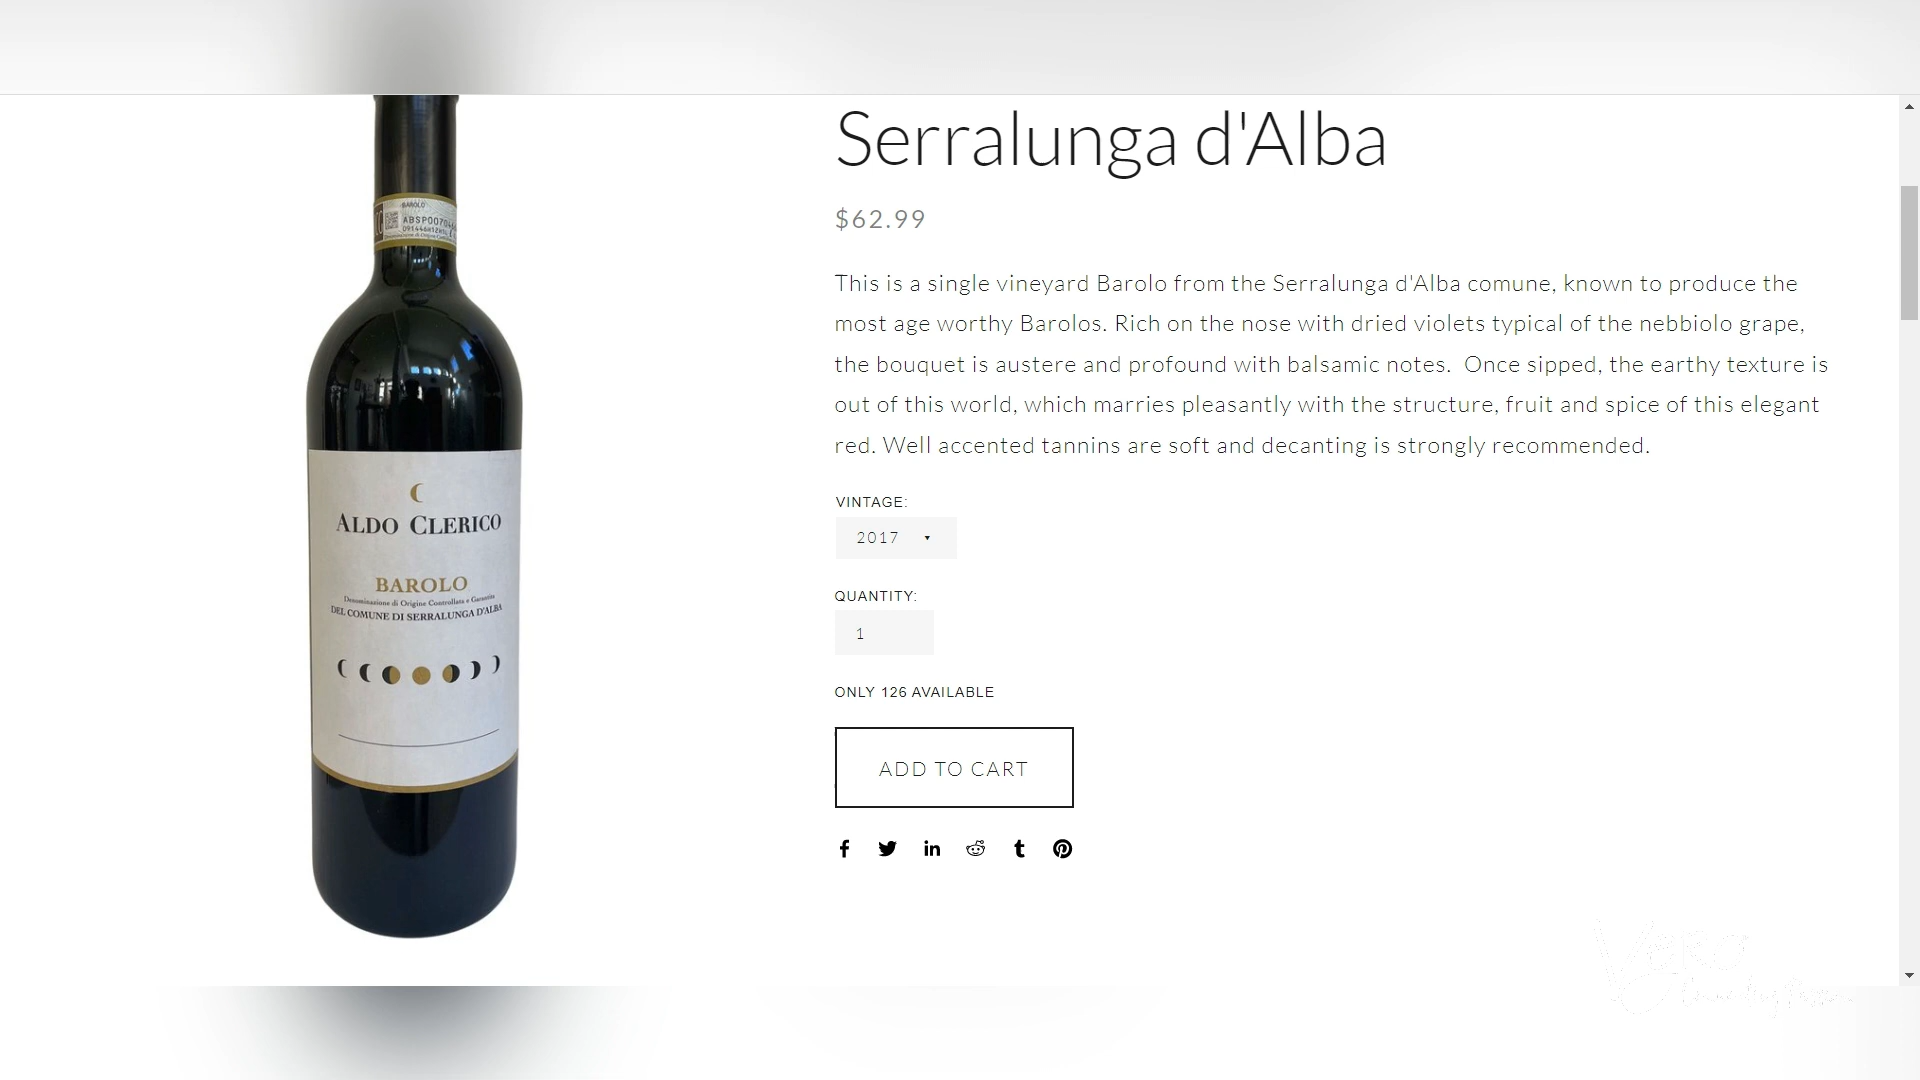 Serralunga d'Alba
$62.99
This is a single vineyard Barolo from the Serralunga d'Alba comune, known to produce the
most age worthy Barolos. Rich on the nose with dried violets typical of the nebbiolo grape,
the bouquet is austere and profound with balsamic notes.  Once sipped, the earthy texture is
out of this world, which marries pleasantly with the structure, fruit and spice of this elegant
red. Well accented tannins are soft and decanting is strongly recommended.
VINTAGE:
2017
QUANTITY:
1
ONLY 126 AVAILABLE
ADD TO CART
BAROLO
ALDO CLERICO
BAROLO
Denominazione di Origine Controllata e Garantita
DEL COMUNE DI SERRALUNGA D'ALBA